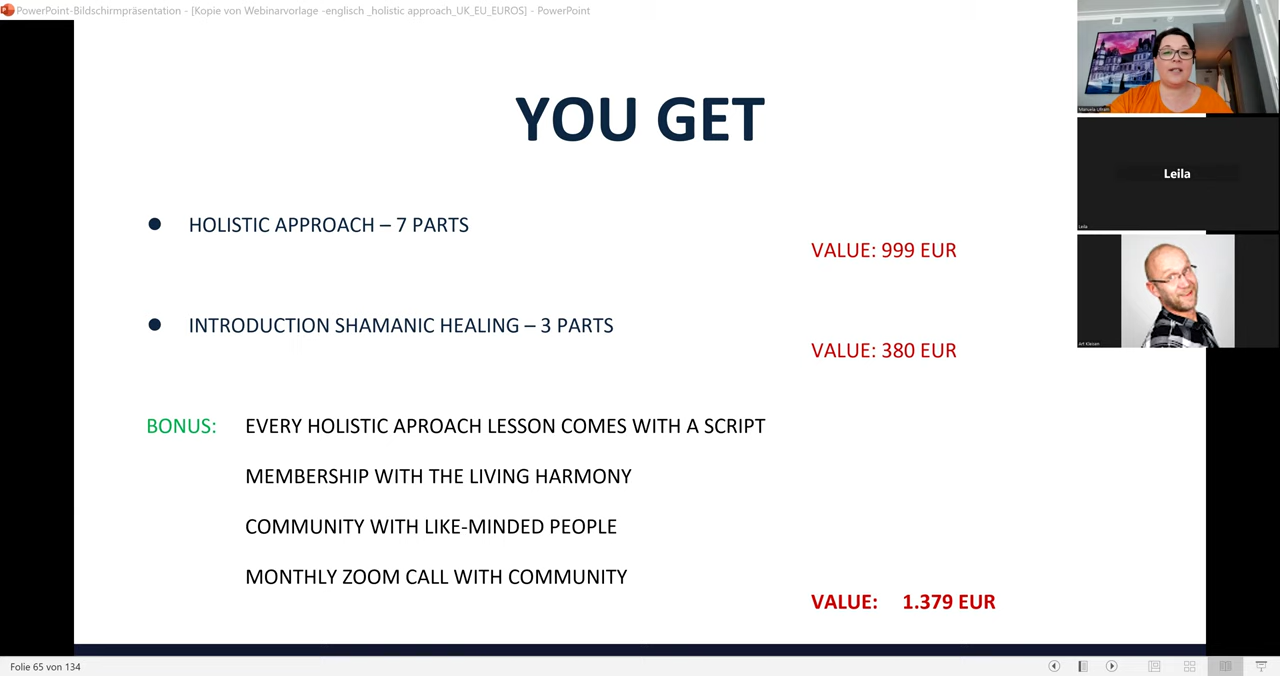 PowerPoint-Bildschirmpräsentation - [Kopie von Webinarvorlage -englisch _holistic approach_UK_EU_EUROS] - PowerPoint
YOU GET
● HOLISTIC APPROACH – 7 PARTS
VALUE: 999 EUR
● INTRODUCTION SHAMANIC HEALING – 3 PARTS
VALUE: 380 EUR
BONUS: EVERY HOLISTIC APROACH LESSON COMES WITH A SCRIPT
MEMBERSHIP WITH THE LIVING HARMONY
COMMUNITY WITH LIKE-MINDED PEOPLE
MONTHLY ZOOM CALL WITH COMMUNITY
VALUE: 1.379 EUR
Leila
Leila
Folie 65 von 134